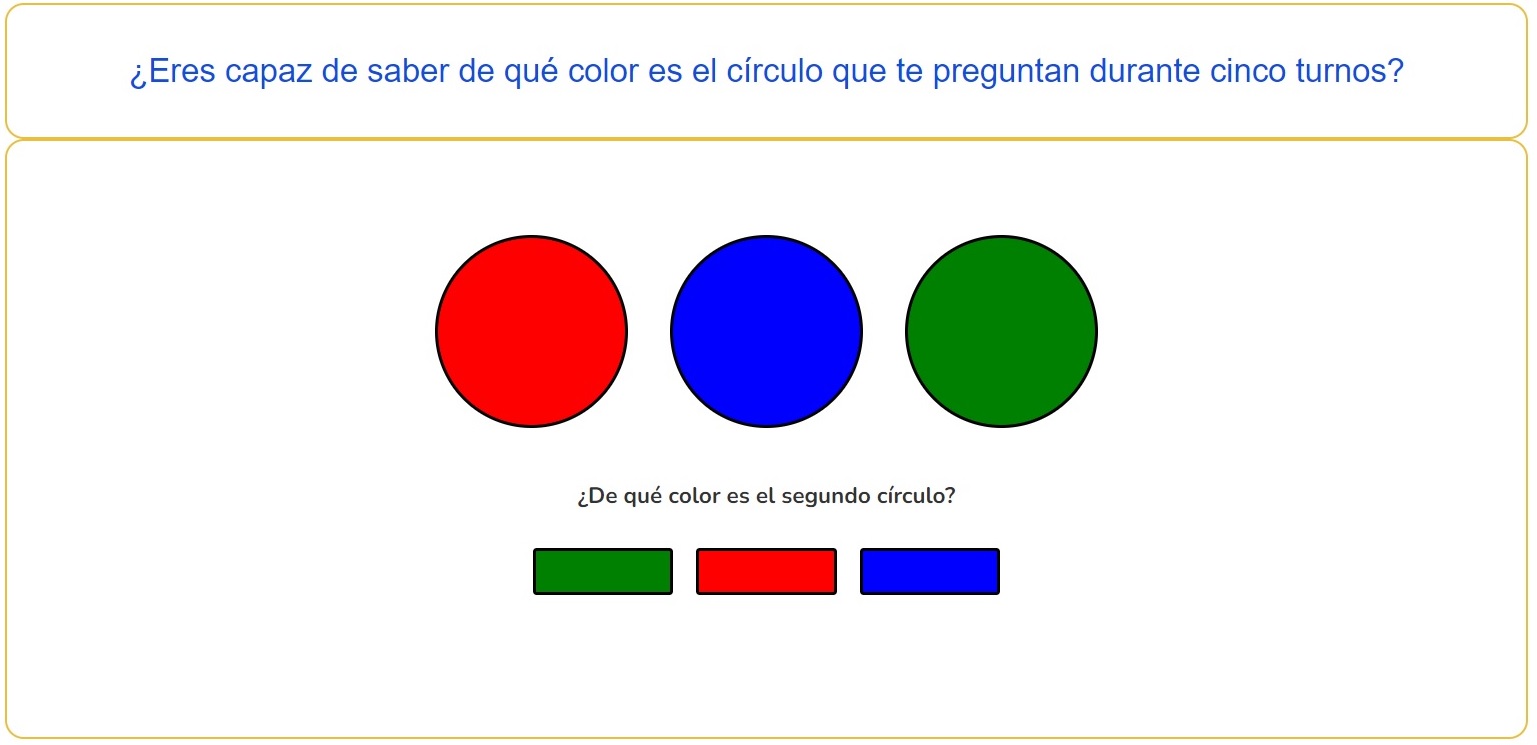 ¿Eres capaz de saber de qué color es el círculo que te preguntan durante cinco turnos?
¿De qué color es el segundo círculo?